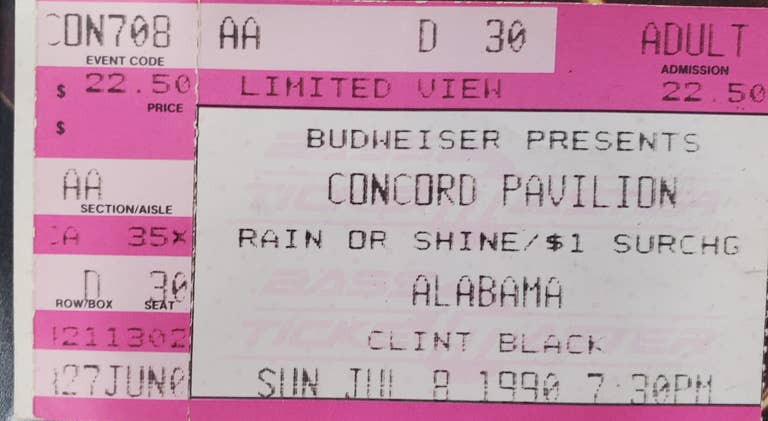 CON708 AA D 30 ADULT
EVENT CODE ADMISSION
$ 22.50 LIMITED VIEW 22.50
PRICE
$
BUDWEISER PRESENTS
AA CONCORD PAVILION
SECTION/AISLE
CA 35X RAIN OR SHINE/$1 SURCHG
D 30 ALABAMA
ROW/BOX SEAT
CLINT BLACK
SUN JUL 8 1990 7:30PM